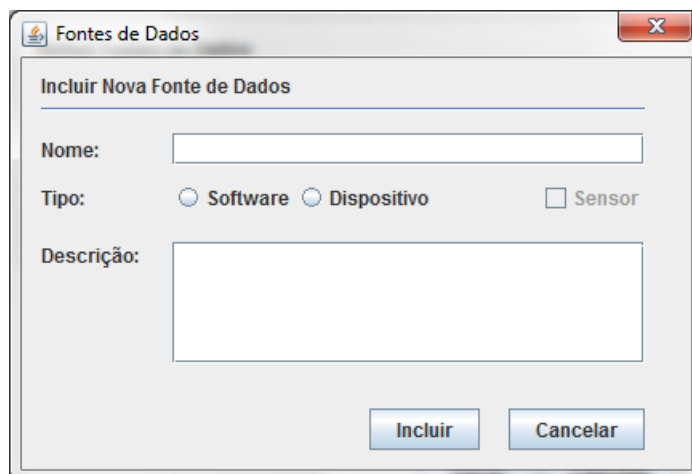 Fontes de Dados
Incluir Nova Fonte de Dados
Nome:
Tipo: Software Dispositivo Sensor
Descrição:
Incluir Cancelar